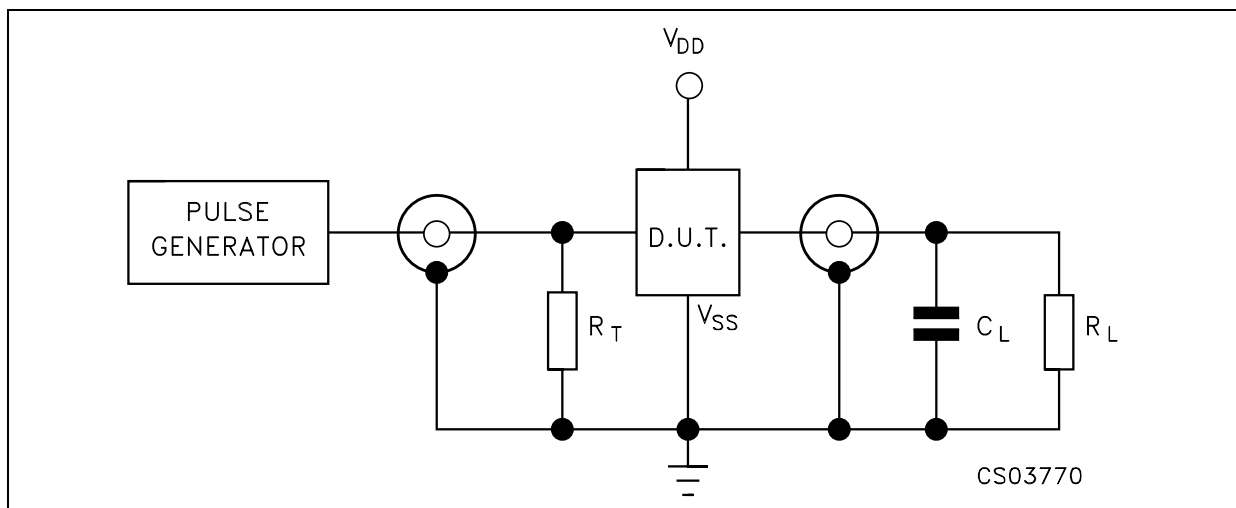 VDD
PULSE
GENERATOR
D.U.T.
RT
VSS
CL
RL
CS03770